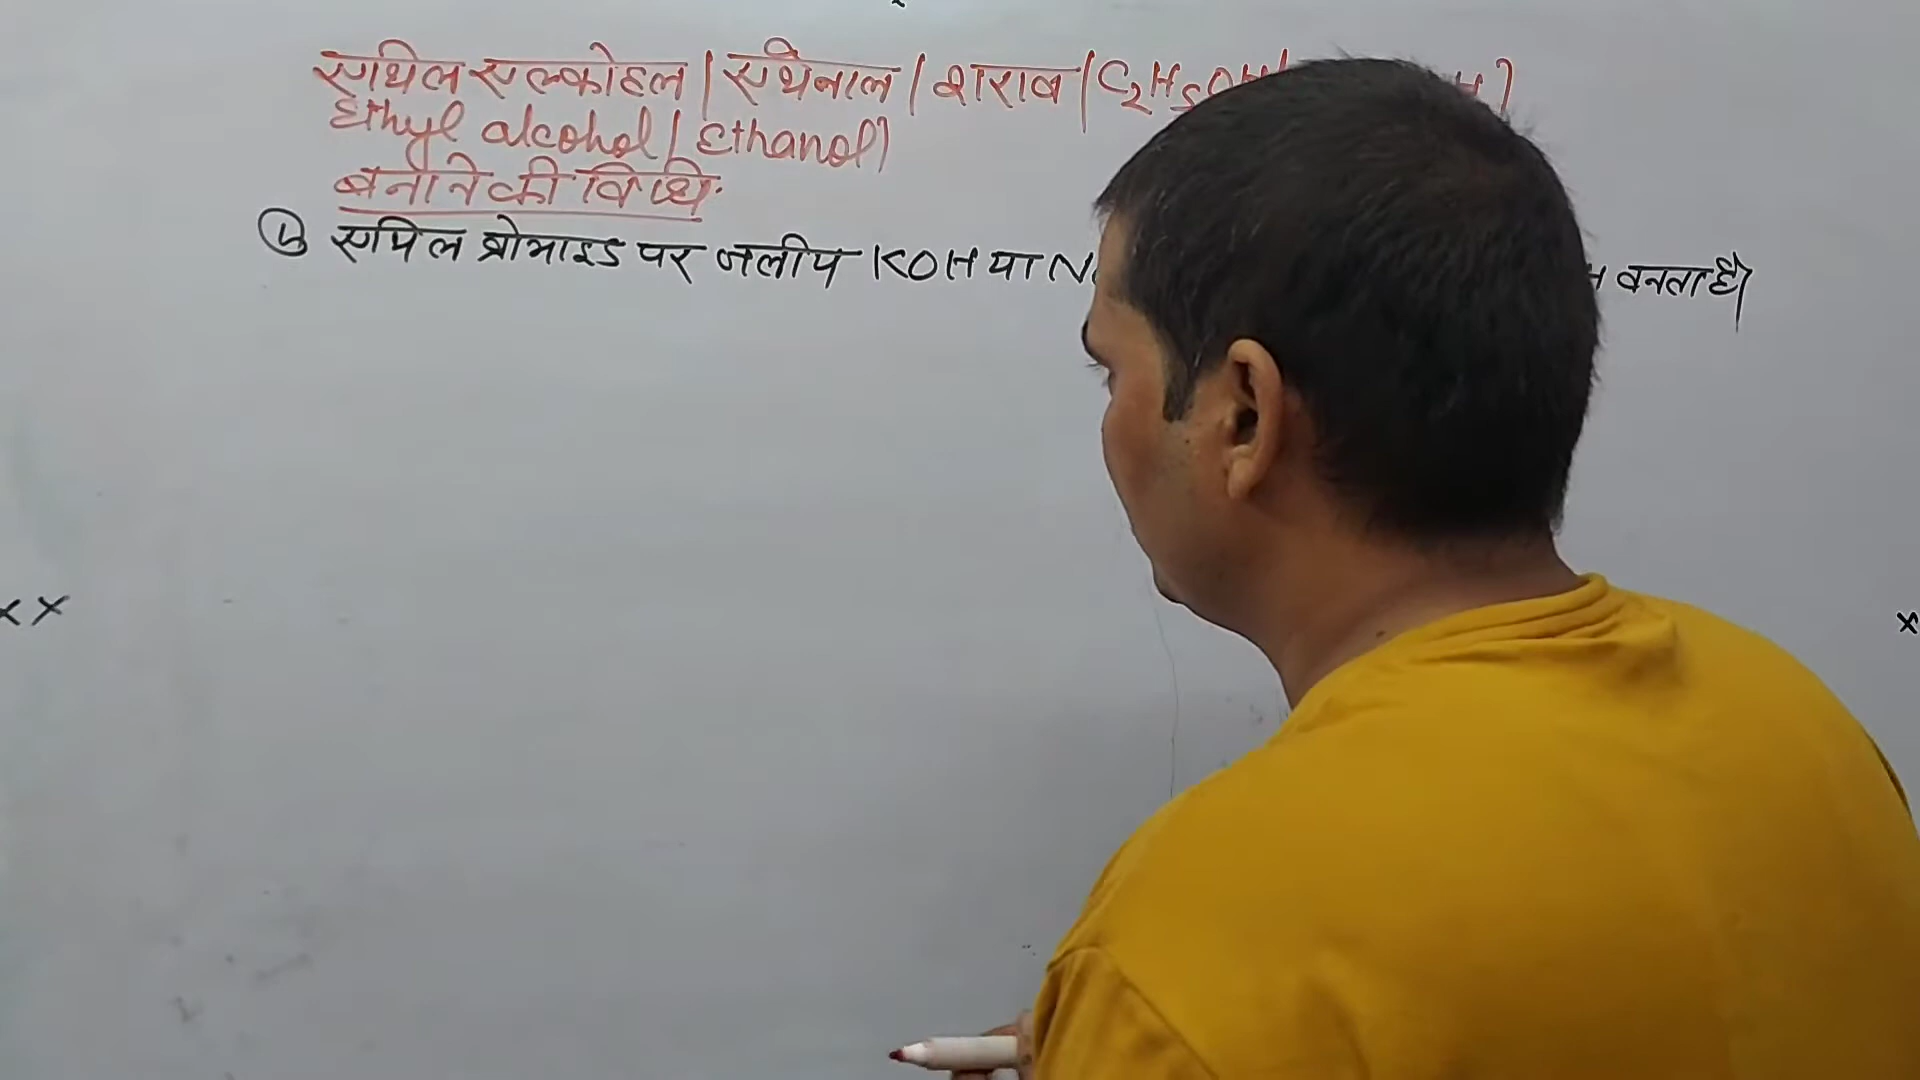 एथिल एल्कोहल | एथेनाल | शराब | C₂H₅OH
Ethyl alcohol | Ethanol
बनाने की विधि:
① एथिल ब्रोमाइड पर जलीय KOH या बनता है।
x x
x